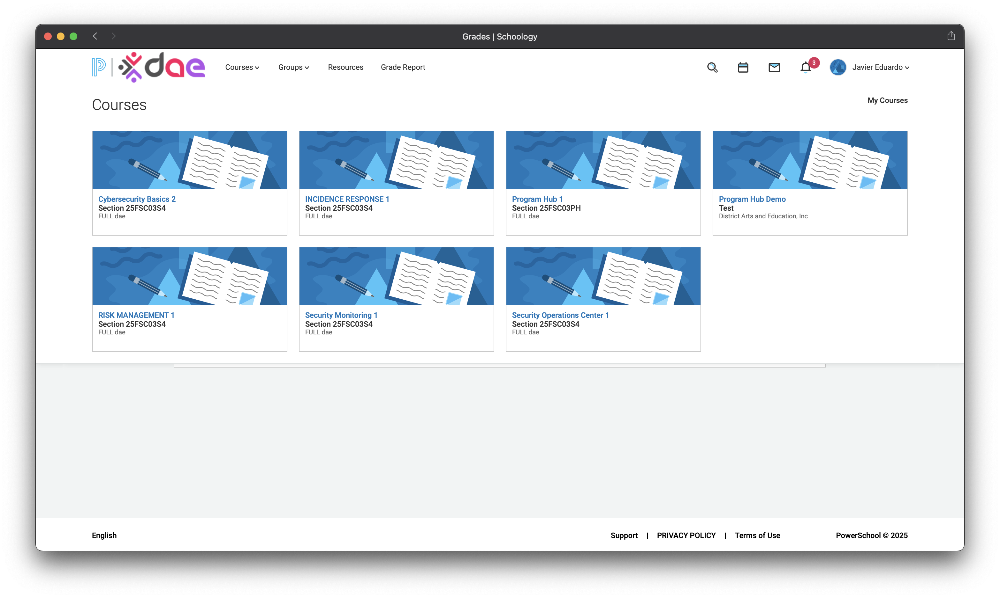 Grades | Schoology
dae
Courses
Groups
Resources
Grade Report
3
Javier Eduardo
Courses
My Courses
Cybersecurity Basics 2
Section 25FSC03S4
FULL dae
INCIDENCE RESPONSE 1
Section 25FSC03S4
FULL dae
Program Hub 1
Section 25FSC03PH
FULL dae
Program Hub Demo
Test
District Arts and Education, Inc
RISK MANAGEMENT 1
Section 25FSC03S4
FULL dae
Security Monitoring 1
Section 25FSC03S4
FULL dae
Security Operations Center 1
Section 25FSC03S4
FULL dae
English
Support | PRIVACY POLICY | Terms of Use
PowerSchool © 2025